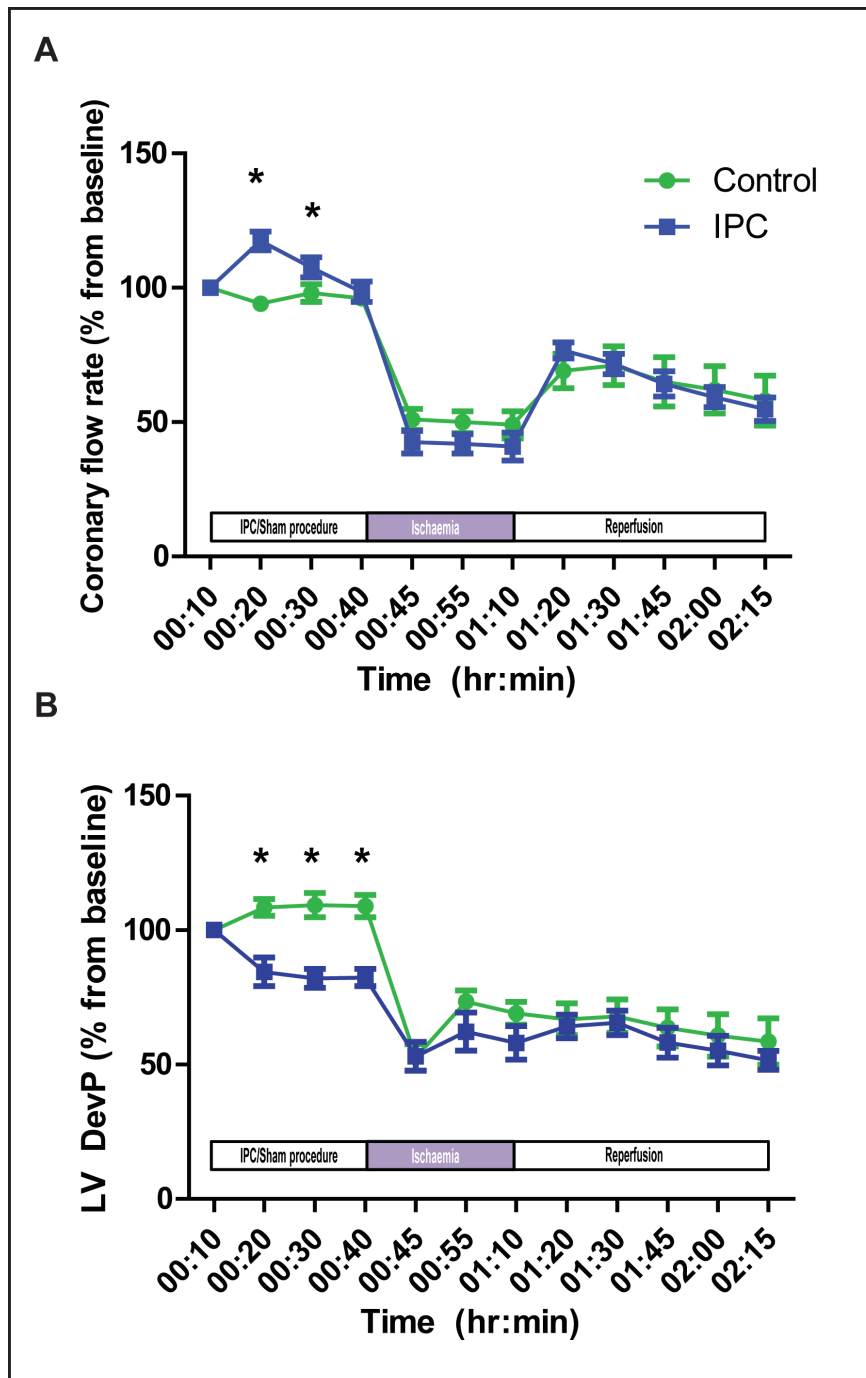 A
Coronary flow rate (% from baseline)
150
100
50
0
* *
Control
IPC
IPC/Sham procedure Ischaemia Reperfusion
00:10 00:20 00:30 00:40 00:45 00:55 01:10 01:20 01:30 01:45 02:00 02:15
Time (hr:min)
B
LV DevP (% from baseline)
150
100
50
0
* * *
IPC/Sham procedure Ischaemia Reperfusion
00:10 00:20 00:30 00:40 00:45 00:55 01:10 01:20 01:30 01:45 02:00 02:15
Time (hr:min)